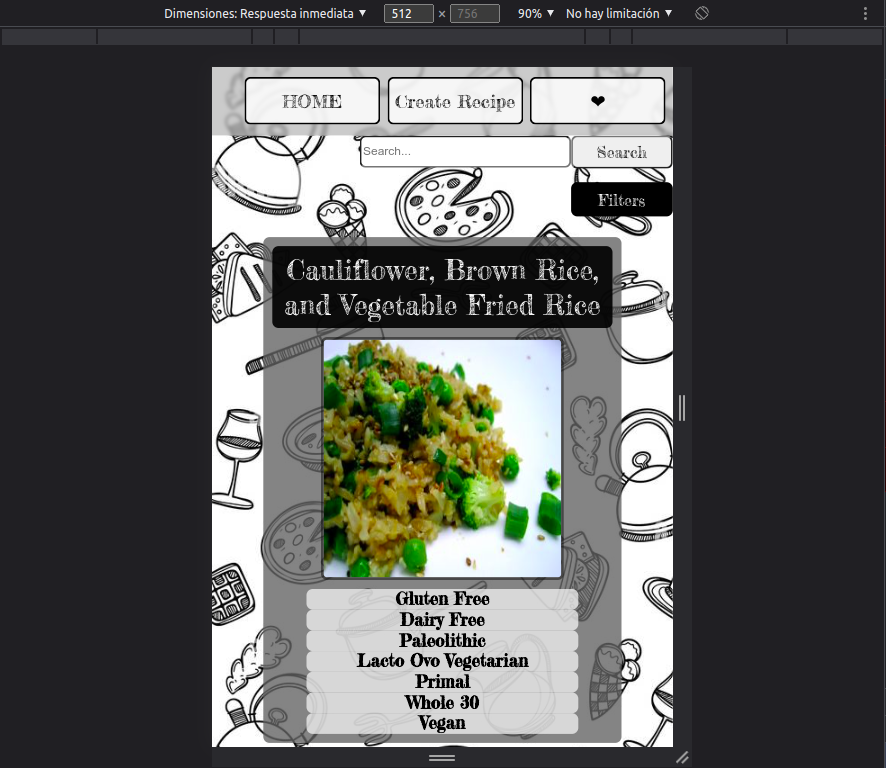 Dimensiones: Respuesta inmediata ▼ 512 × 756 90% ▼ No hay limitación ▼
HOME Create Recipe ❤
Search... Search
Filters
Cauliflower, Brown Rice,
and Vegetable Fried Rice
Gluten Free
Dairy Free
Paleolithic
Lacto Ovo Vegetarian
Primal
Whole 30
Vegan